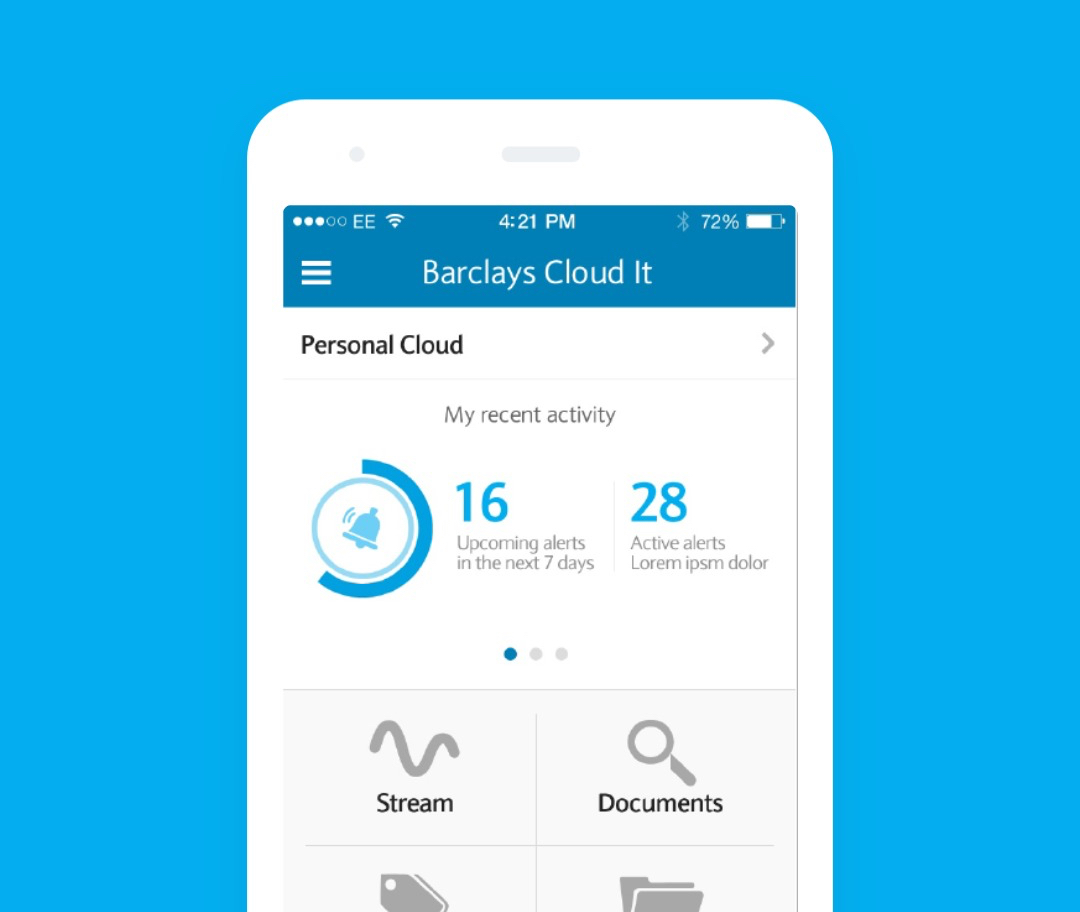 EE 4:21 PM 72%
Barclays Cloud It
Personal Cloud
My recent activity
16
Upcoming alerts
in the next 7 days
28
Active alerts
Lorem ipsm dolor
Stream
Documents